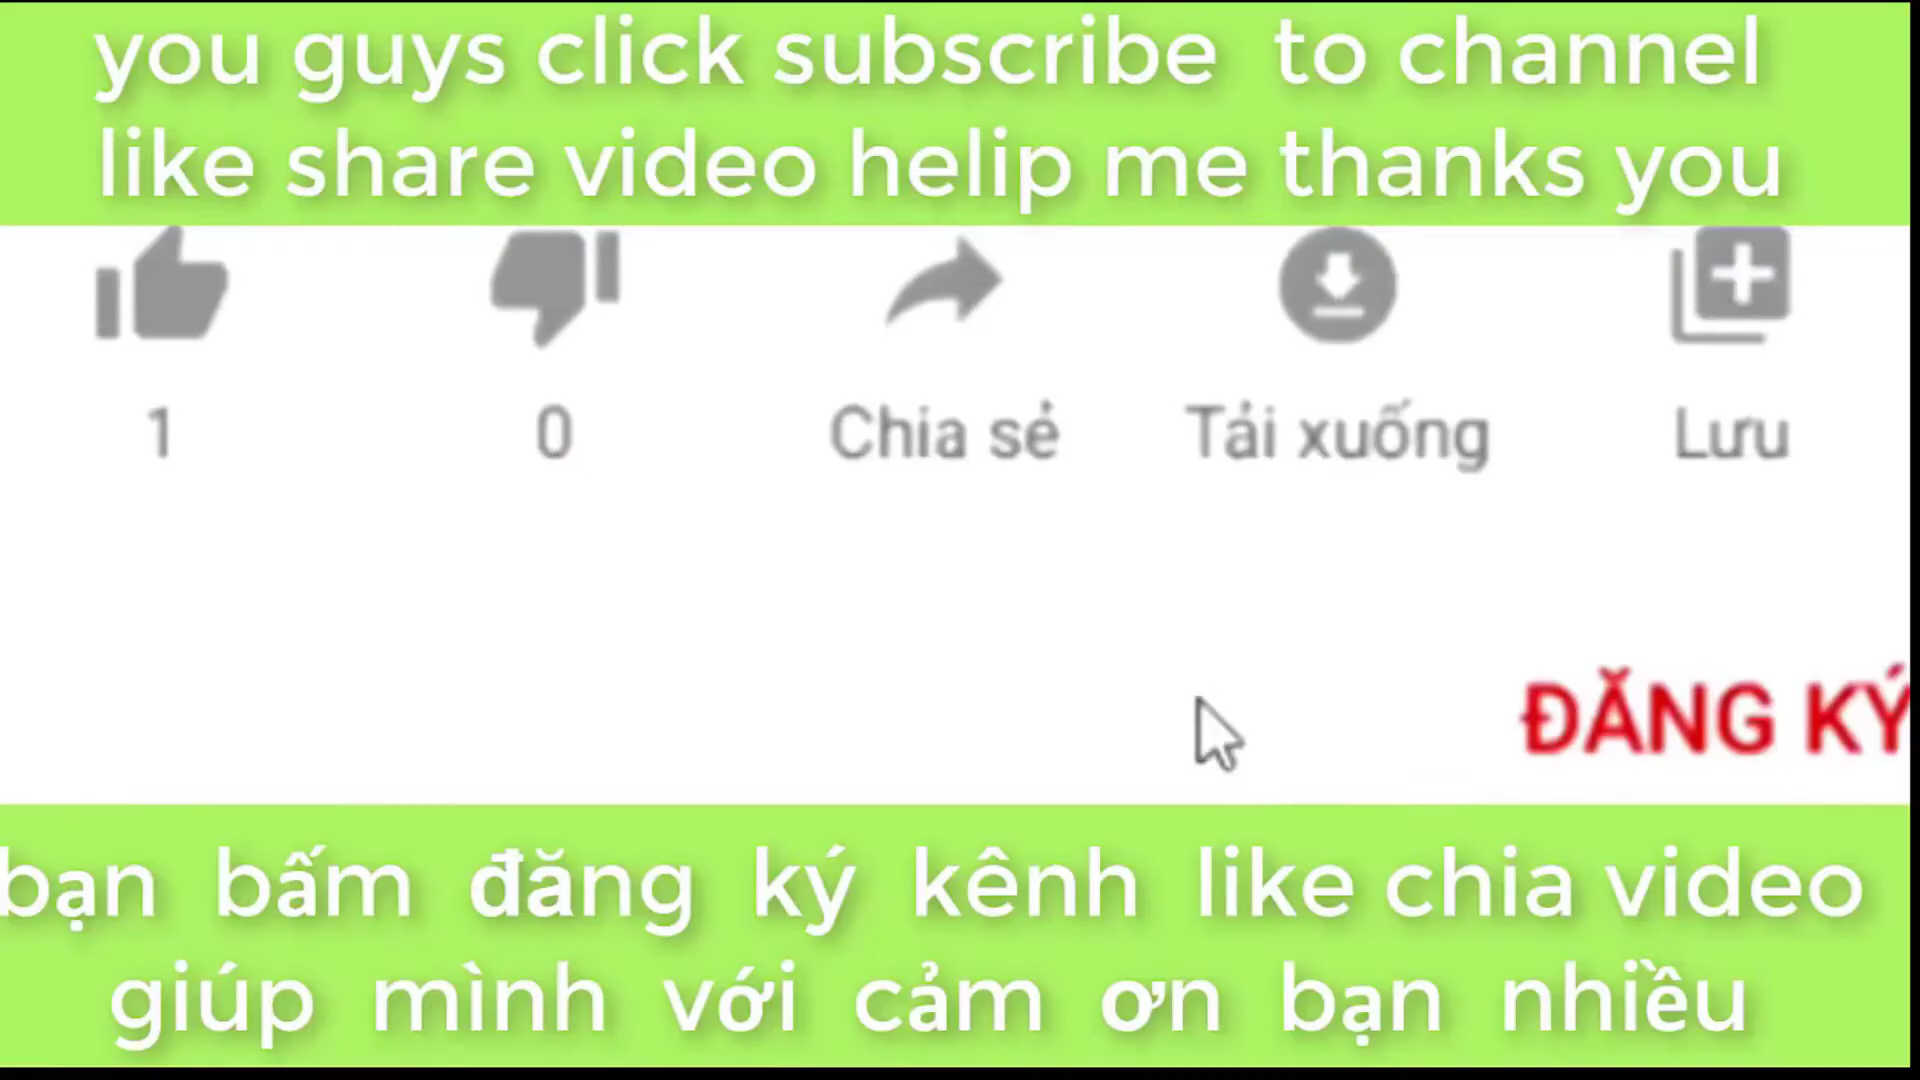 you guys click subscribe to channel
like share video helip me thanks you
1 0 Chia sẻ Tải xuống Lưu
ĐĂNG KÝ
bạn bấm đăng ký kênh like chia video
giúp mình với cảm ơn bạn nhiều